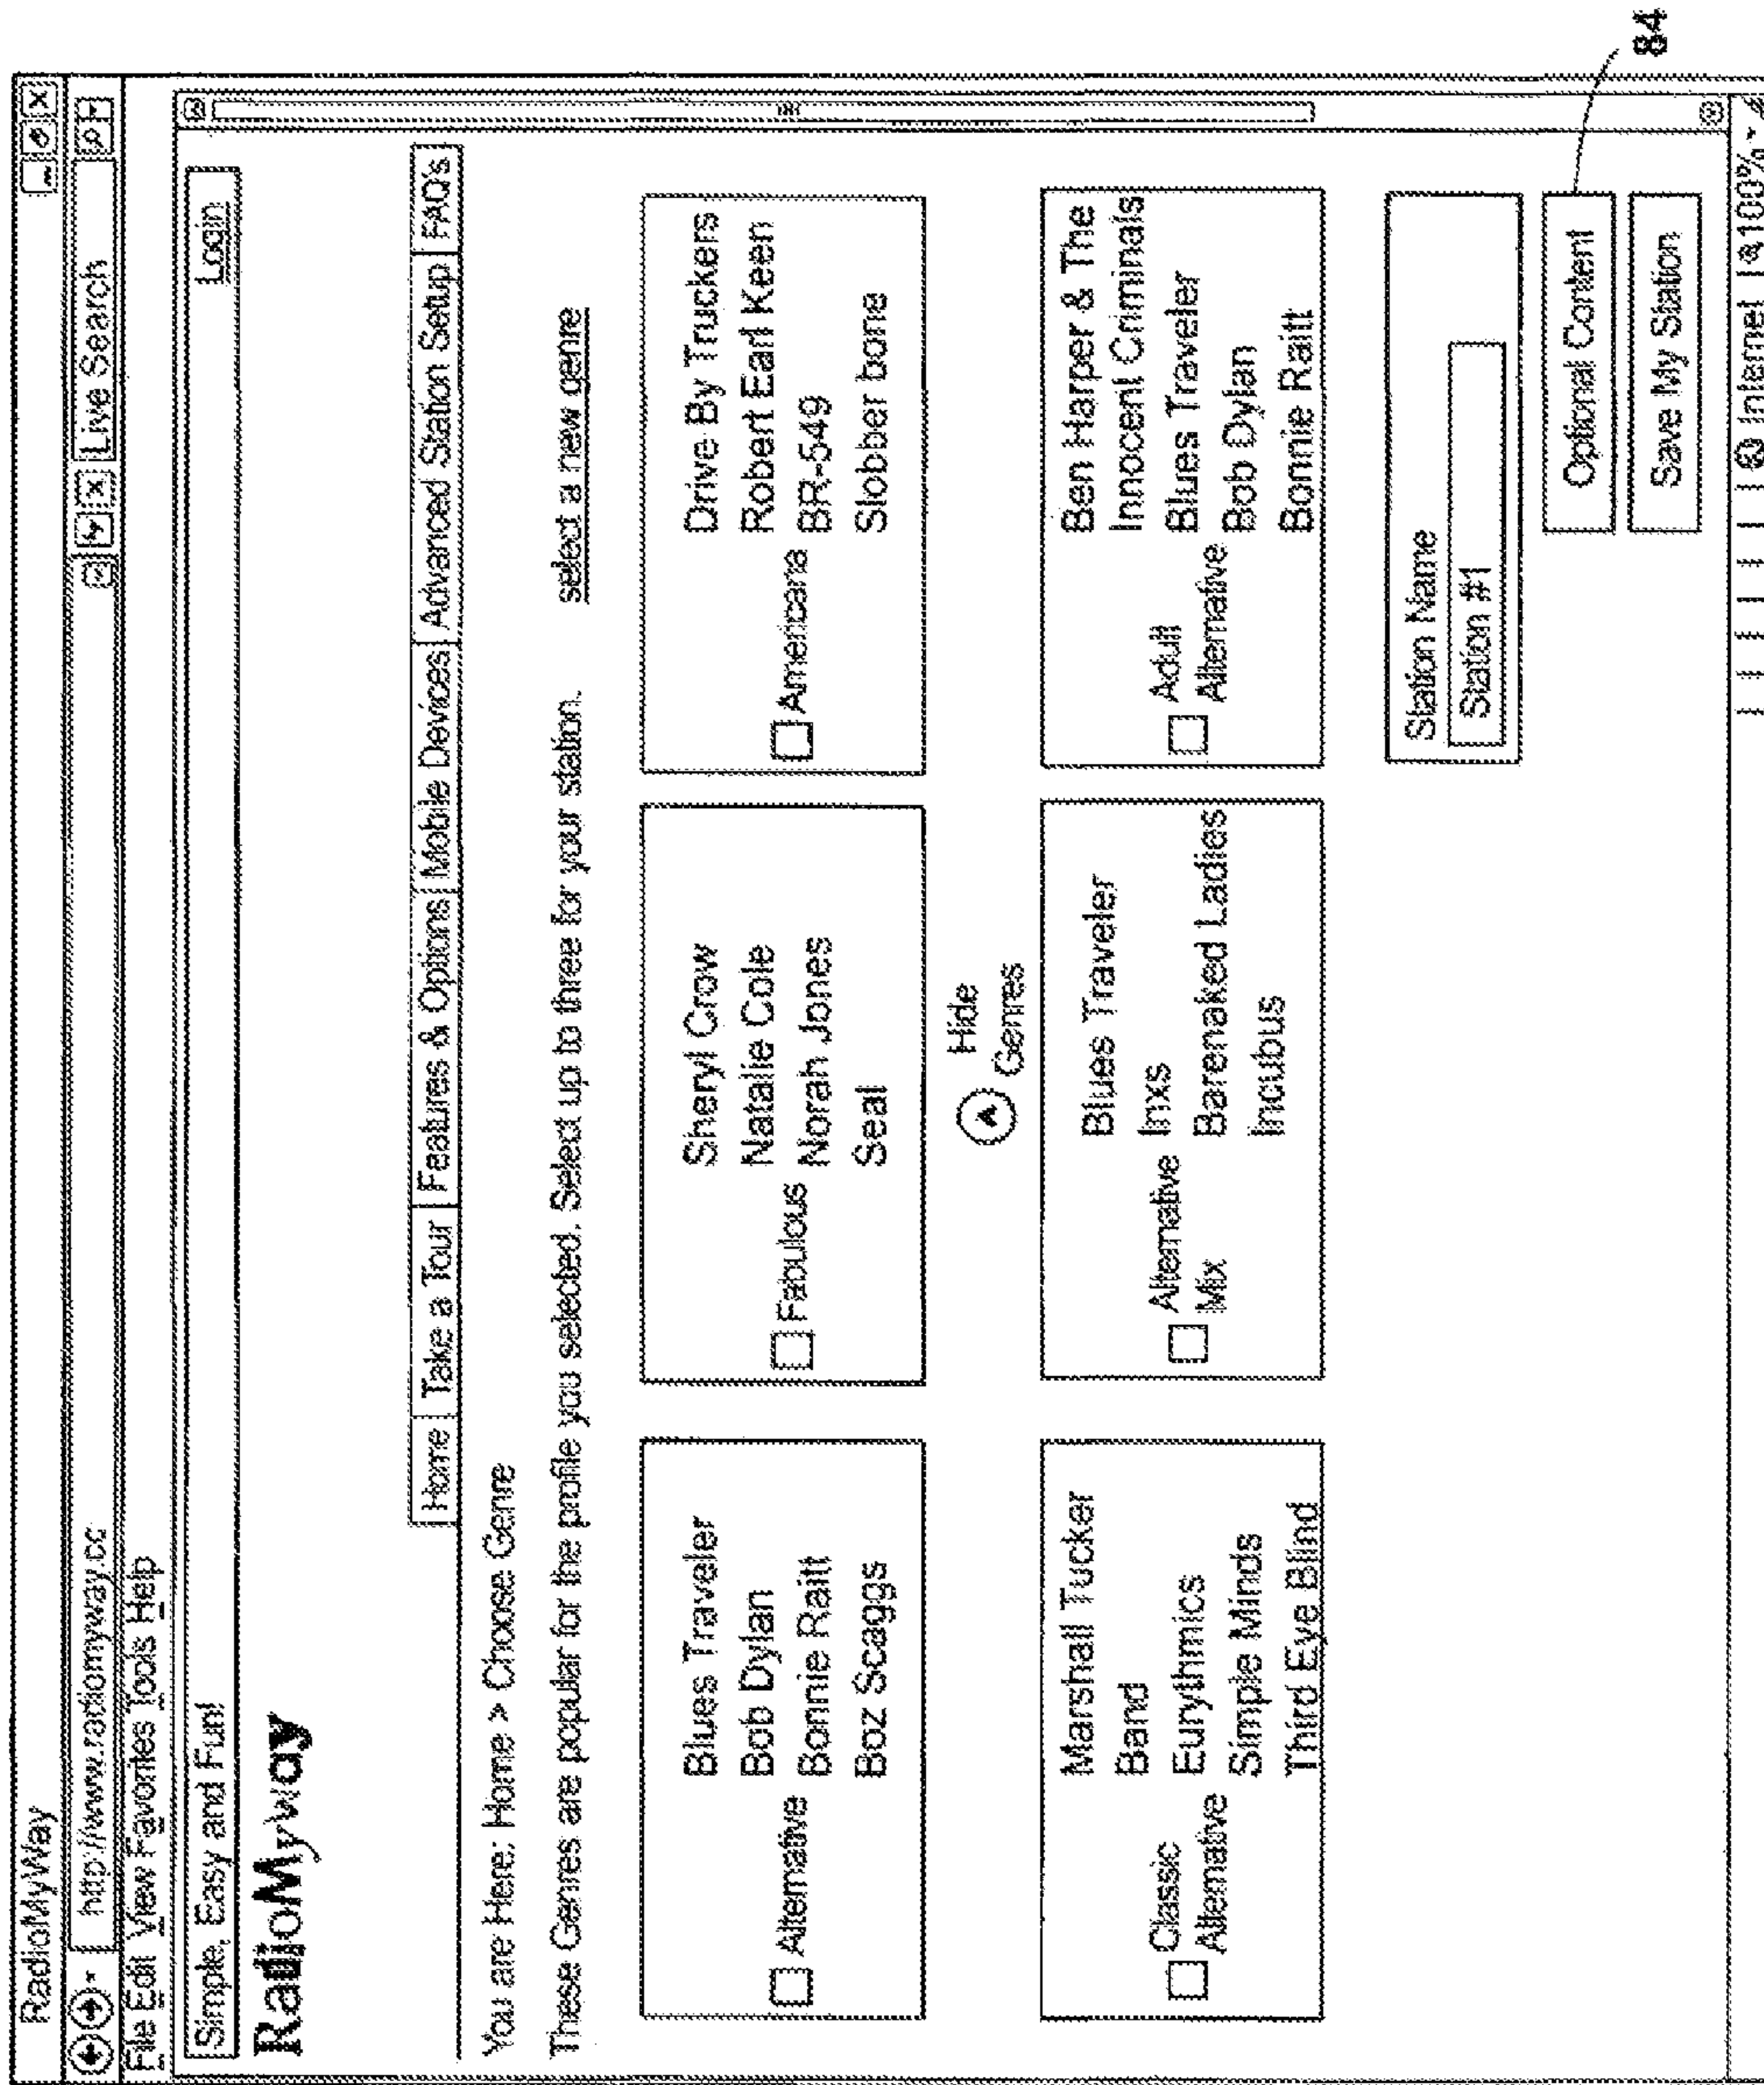 RadioMyWay
http://www.radiomyway.cc
Live Search
File Edit View Favorites Tools Help
Simple, Easy and Fun!
Login
RadioMyway
Home Take a Tour Features & Options Mobile Devices Advanced Station Setup FAQ's
You are Here: Home > Choose Genre
These Genres are popular for the profile you selected. Select up to three for your station.
select a new genre
Alternative
Blues Traveler
Bob Dylan
Bonnie Raitt
Boz Scaggs
Fabulous
Sheryl Crow
Natalie Cole
Norah Jones
Seal
Americana
Drive By Truckers
Robert Earl Keen
BR-549
Slobber bone
Hide
Genres
Classic
Alternative
Marshall Tucker
Band
Eurythmics
Simple Minds
Third Eye Blind
Alternative
Mix
Blues Traveler
Inxs
Barenaked Ladies
Incubus
Adult
Alternative
Ben Harper & The
Innocent Criminals
Blues Traveler
Bob Dylan
Bonnie Raitt
Station Name
Station #1
Optional Content
84
Save My Station
Internet
100%